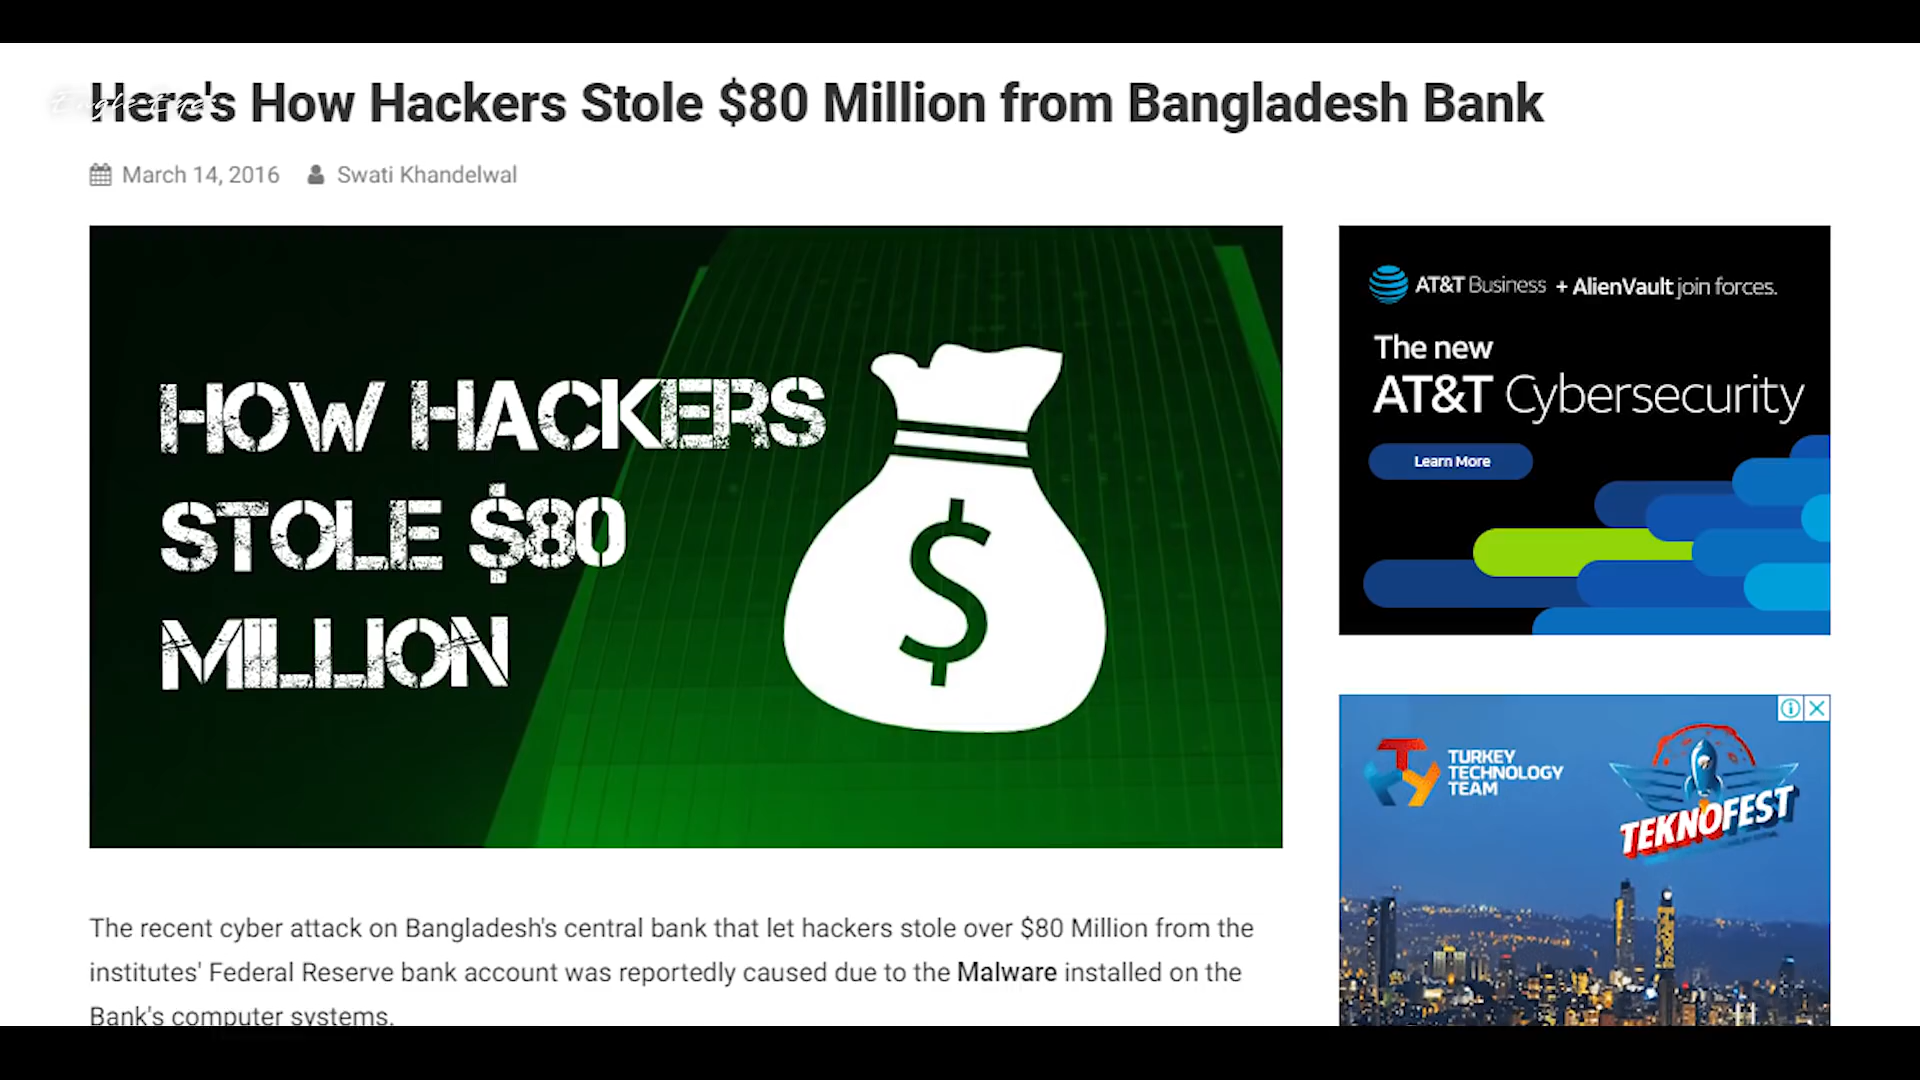 Here's How Hackers Stole $80 Million from Bangladesh Bank
March 14, 2016 Swati Khandelwal
HOW HACKERS
STOLE $80
MILLION
$
AT&T Business + AlienVault join forces.
The new
AT&T Cybersecurity
Learn More
TURKEY
TECHNOLOGY
TEAM
TEKNOFEST
The recent cyber attack on Bangladesh's central bank that let hackers stole over $80 Million from the
institutes' Federal Reserve bank account was reportedly caused due to the Malware installed on the
Bank's computer systems.